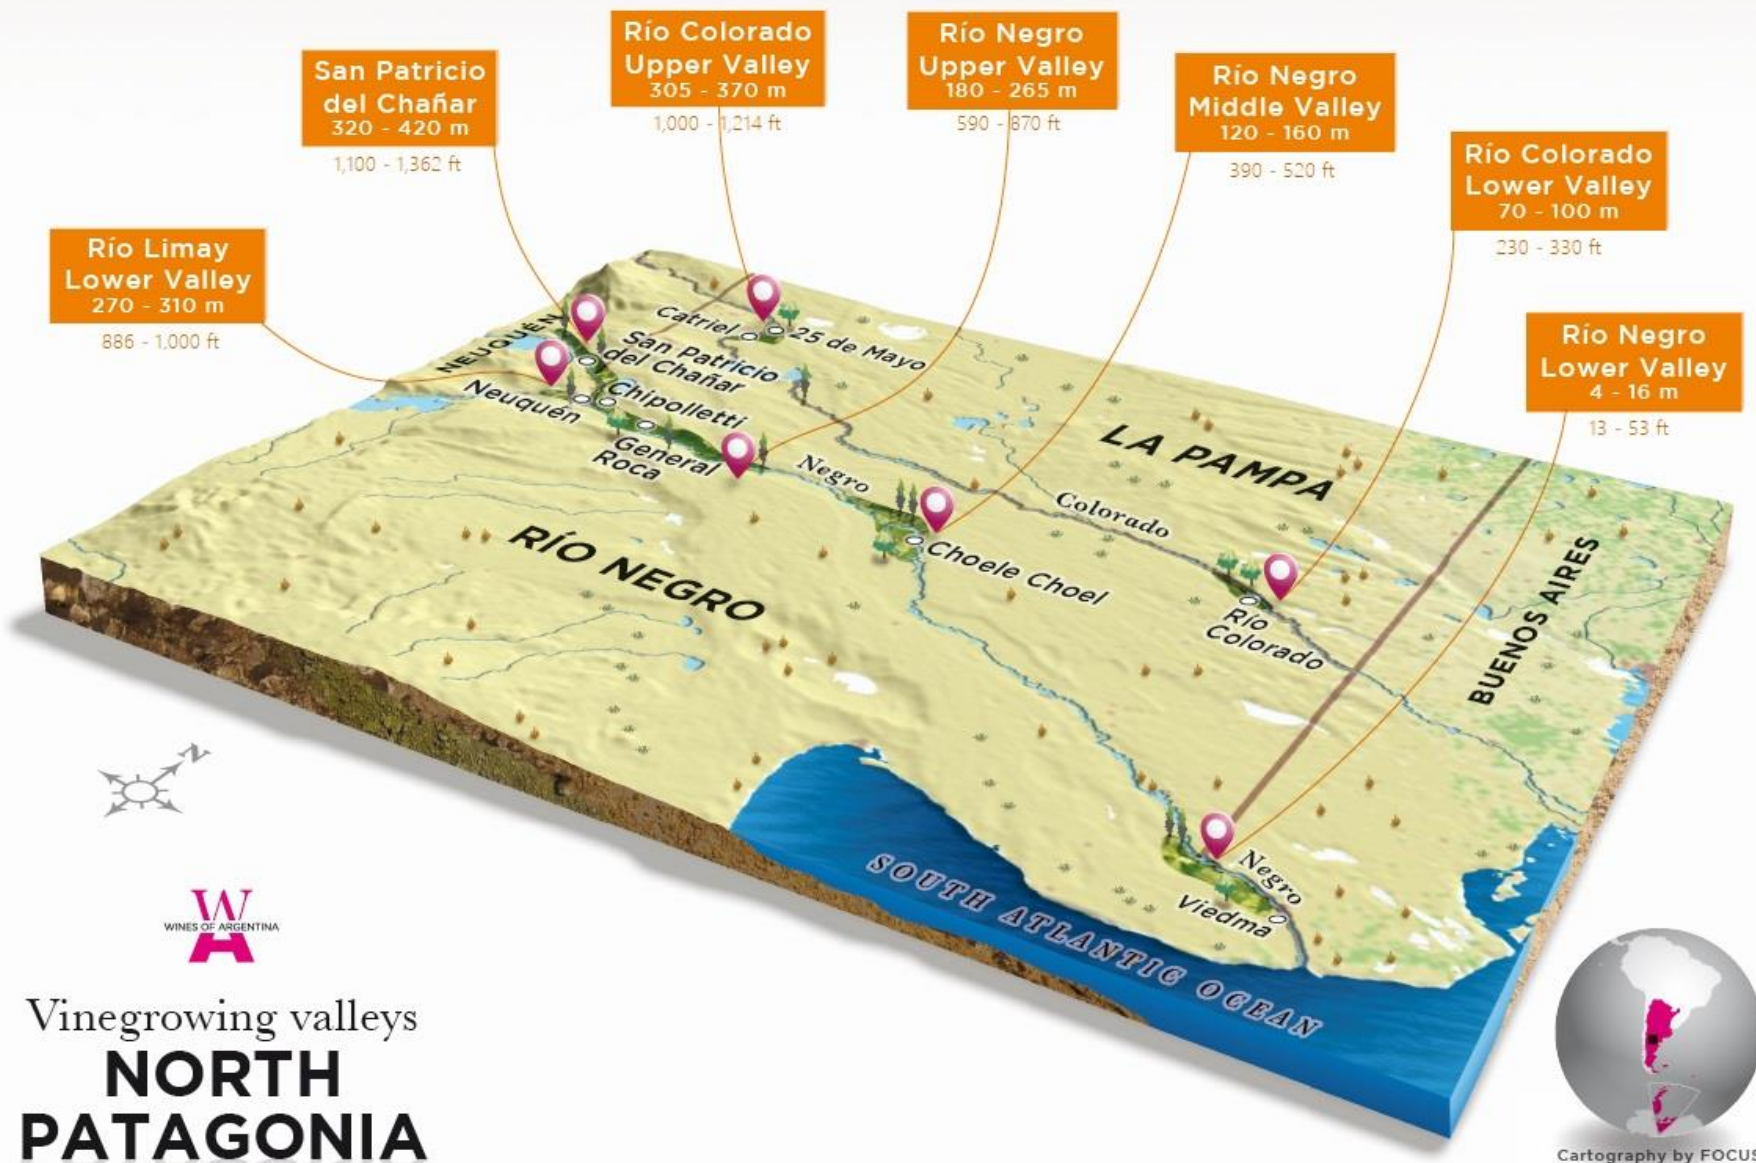 Río Colorado
Upper Valley
305 - 370 m
1,000 - 1,214 ft
Río Negro
Upper Valley
180 - 265 m
590 - 870 ft
San Patricio
del Chañar
320 - 420 m
1,100 - 1,362 ft
Río Negro
Middle Valley
120 - 160 m
390 - 520 ft
Río Colorado
Lower Valley
70 - 100 m
230 - 330 ft
Río Limay
Lower Valley
270 - 310 m
886 - 1,000 ft
Río Negro
Lower Valley
4 - 16 m
13 - 53 ft
NEUQUÉN
Catriel
25 de Mayo
San Patricio
del Chañar
Neuquén
Chipolletti
General
Roca
Negro
LA PAMPA
Colorado
RÍO NEGRO
Choele Choel
Río
Colorado
BUENOS AIRES
N
Negro
Viedma
SOUTH ATLANTIC OCEAN
W
WINES OF ARGENTINA
A
Vinegrowing valleys
NORTH
PATAGONIA
Cartography by FOCUS